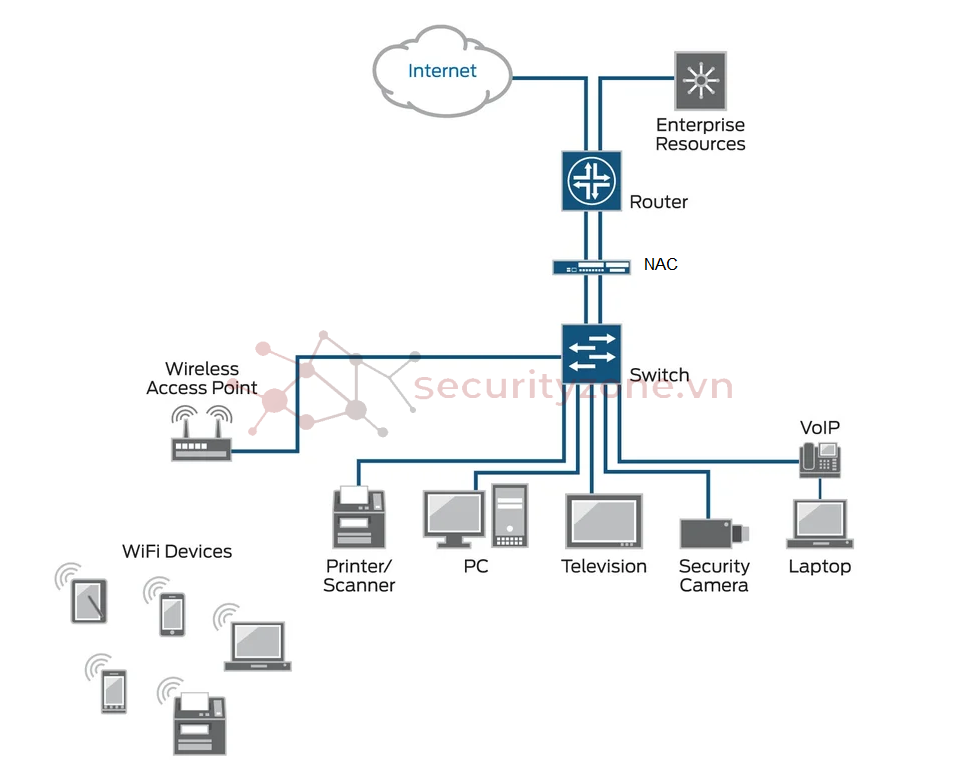 Internet
Enterprise
Resources
Router
NAC
Switch
Wireless
Access Point
securityzone.vn
VoIP
Printer/
Scanner
PC
Television
Security
Camera
Laptop
WiFi Devices